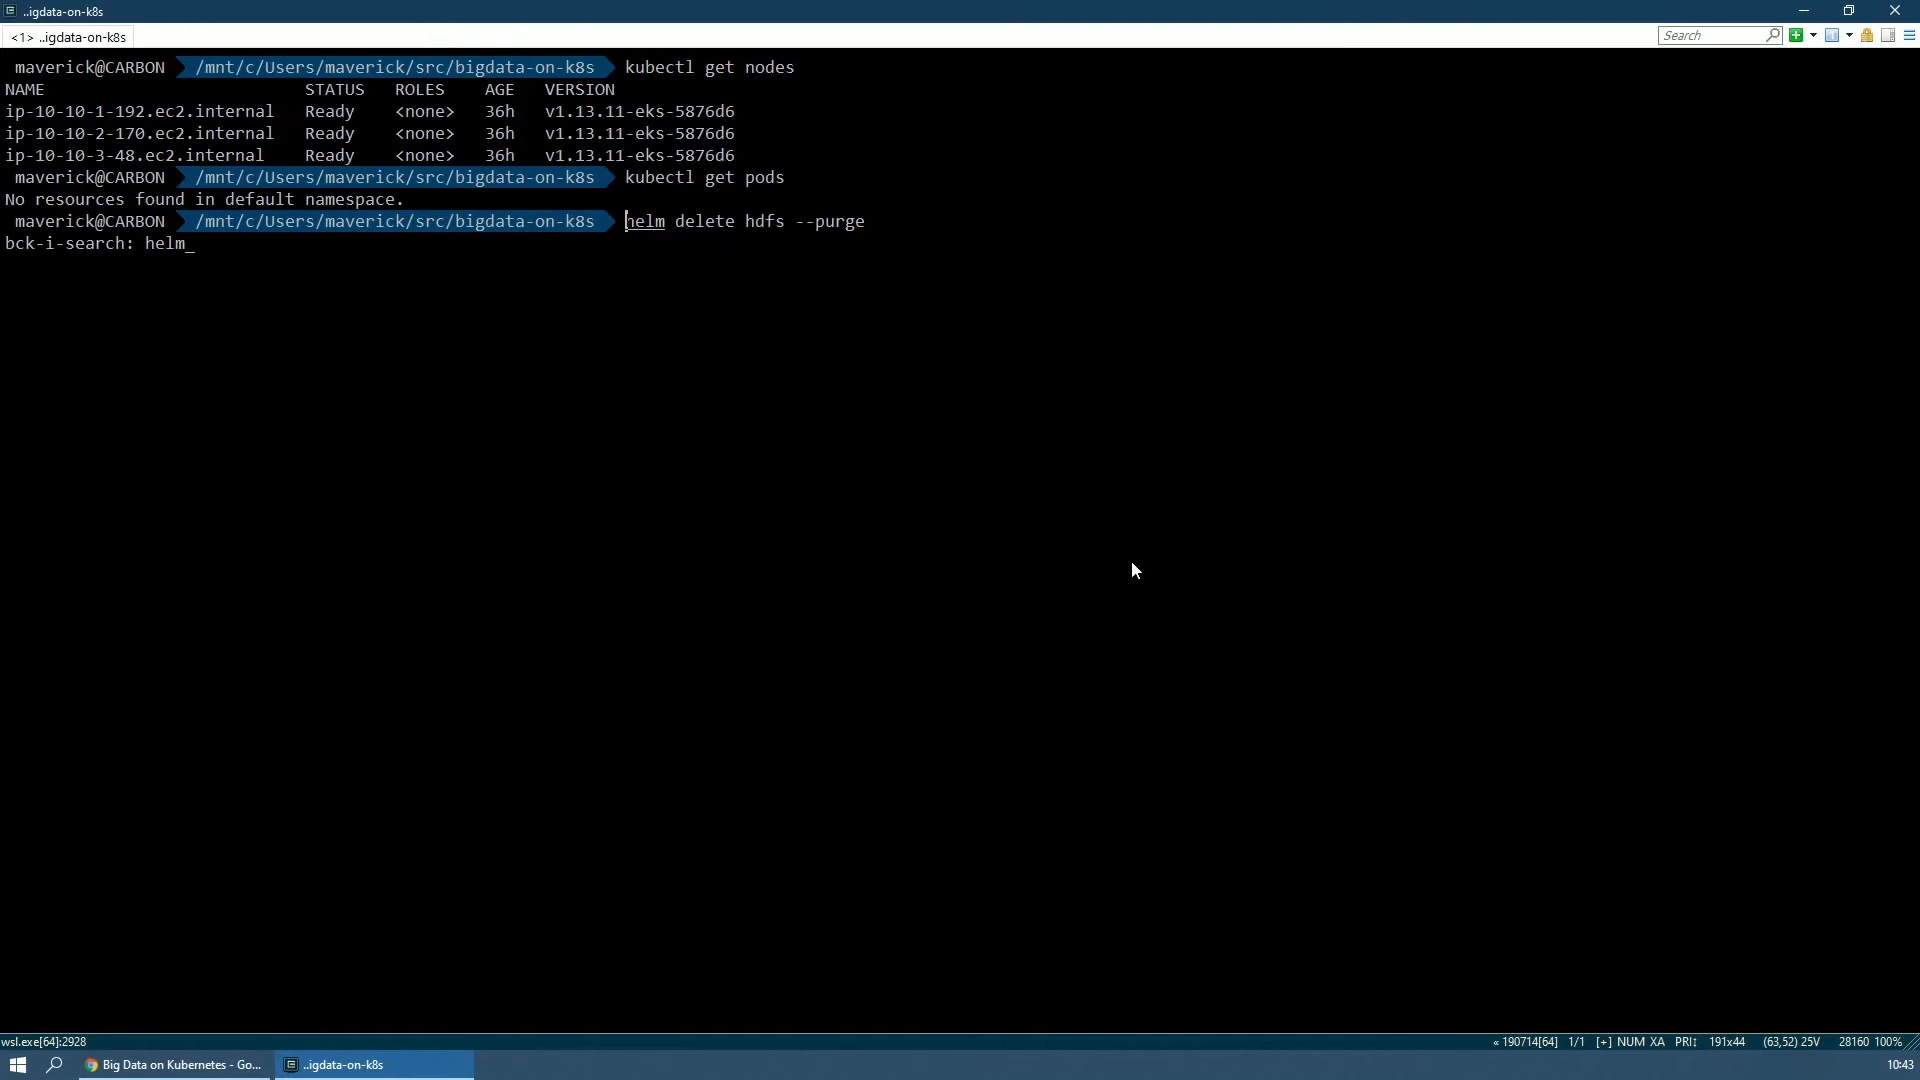 ..igdata-on-k8s
<1> ..igdata-on-k8s
Search
maverick@CARBON /mnt/c/Users/maverick/src/bigdata-on-k8s kubectl get nodes
NAME STATUS ROLES AGE VERSION
ip-10-10-1-192.ec2.internal Ready <none> 36h v1.13.11-eks-5876d6
ip-10-10-2-170.ec2.internal Ready <none> 36h v1.13.11-eks-5876d6
ip-10-10-3-48.ec2.internal Ready <none> 36h v1.13.11-eks-5876d6
maverick@CARBON /mnt/c/Users/maverick/src/bigdata-on-k8s kubectl get pods
No resources found in default namespace.
maverick@CARBON /mnt/c/Users/maverick/src/bigdata-on-k8s helm delete hdfs --purge
bck-i-search: helm_
wsl.exe[64]:2928
« 190714[64] 1/1 [+] NUM XA PRI↕ 191x44 (63,52) 25V 28160 100%
Big Data on Kubernetes - Go...
..igdata-on-k8s
10:43